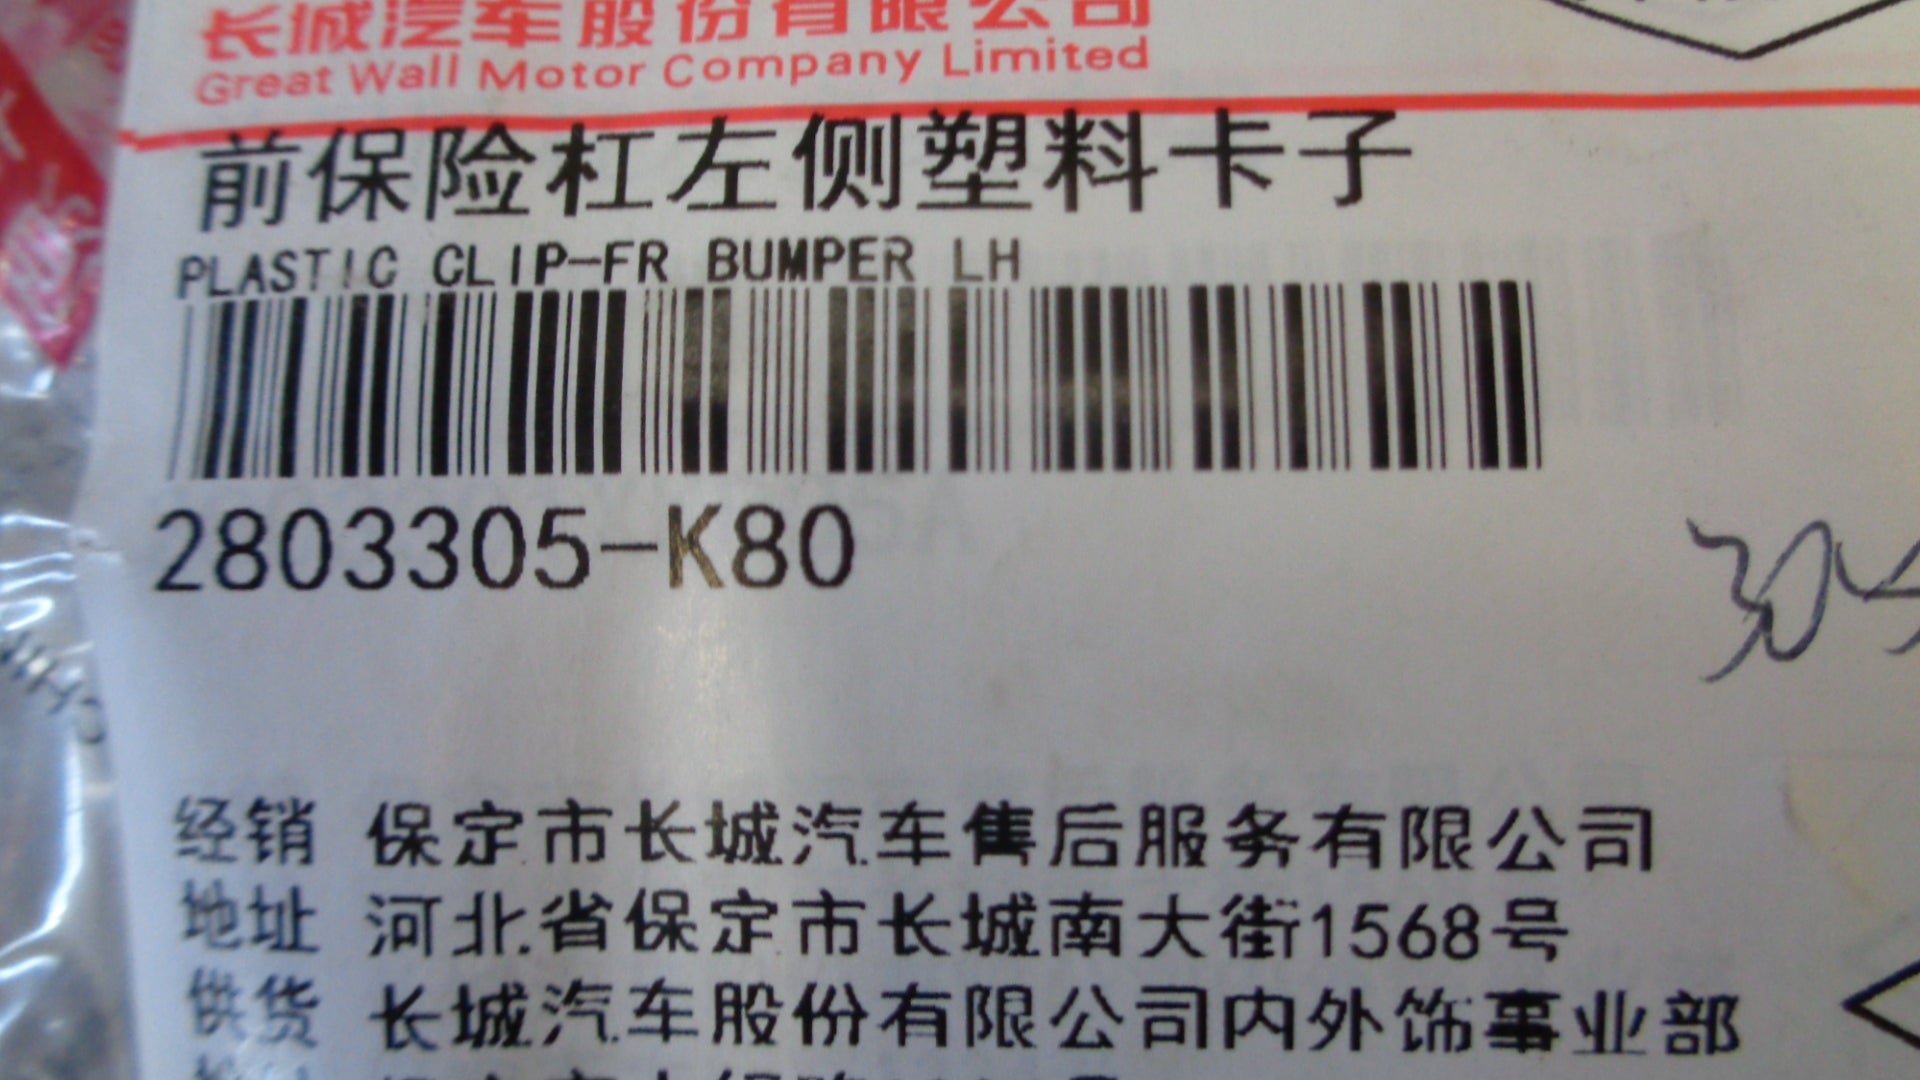 长城汽车股份有限公司
Great Wall Motor Company Limited
前保险杠左侧塑料卡子
PLASTIC CLIP-FR BUMPER LH
2803305-K80
经销 保定市长城汽车售后服务有限公司
地址 河北省保定市长城南大街1568号
供货 长城汽车股份有限公司内外饰事业部